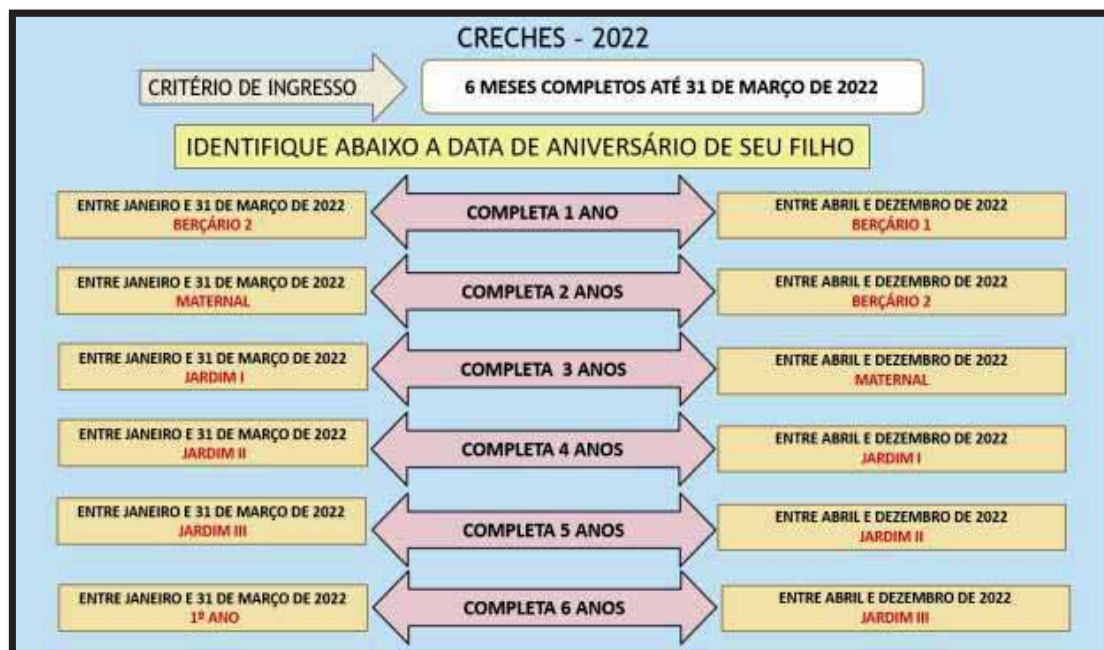 CRECHES - 2022
CRITÉRIO DE INGRESSO
6 MESES COMPLETOS ATÉ 31 DE MARÇO DE 2022
IDENTIFIQUE ABAIXO A DATA DE ANIVERSÁRIO DE SEU FILHO
ENTRE JANEIRO E 31 DE MARÇO DE 2022
BERÇÁRIO 2
COMPLETA 1 ANO
ENTRE ABRIL E DEZEMBRO DE 2022
BERÇÁRIO 1
ENTRE JANEIRO E 31 DE MARÇO DE 2022
MATERNAL
COMPLETA 2 ANOS
ENTRE ABRIL E DEZEMBRO DE 2022
BERÇÁRIO 2
ENTRE JANEIRO E 31 DE MARÇO DE 2022
JARDIM I
COMPLETA 3 ANOS
ENTRE ABRIL E DEZEMBRO DE 2022
MATERNAL
ENTRE JANEIRO E 31 DE MARÇO DE 2022
JARDIM II
COMPLETA 4 ANOS
ENTRE ABRIL E DEZEMBRO DE 2022
JARDIM I
ENTRE JANEIRO E 31 DE MARÇO DE 2022
JARDIM III
COMPLETA 5 ANOS
ENTRE ABRIL E DEZEMBRO DE 2022
JARDIM II
ENTRE JANEIRO E 31 DE MARÇO DE 2022
1º ANO
COMPLETA 6 ANOS
ENTRE ABRIL E DEZEMBRO DE 2022
JARDIM III